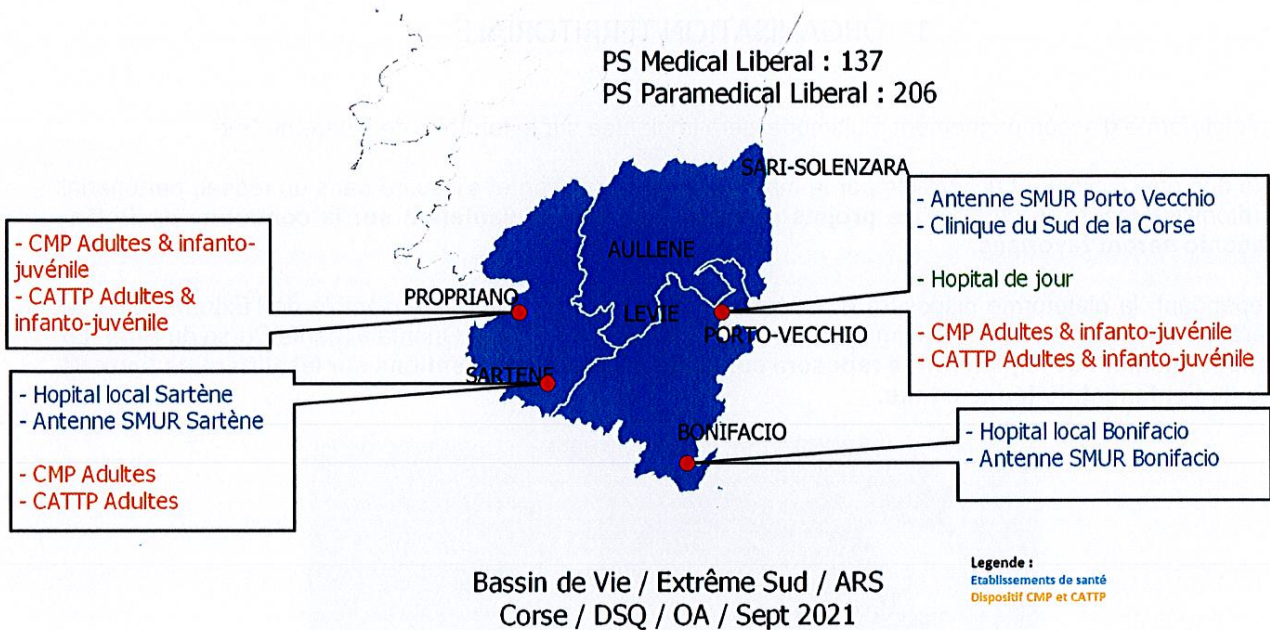 PS Medical Liberal : 137
PS Paramedical Liberal : 206
SARI-SOLENZARA
AULLENE
PROPRIANO
LEVIE
PORTO-VECCHIO
SARTENE
BONIFACIO
- CMP Adultes & infanto-
juvénile
- CATTP Adultes &
infanto-juvénile
- Hopital local Sartène
- Antenne SMUR Sartène
- CMP Adultes
- CATTP Adultes
- Antenne SMUR Porto Vecchio
- Clinique du Sud de la Corse
- Hopital de jour
- CMP Adultes & infanto-juvénile
- CATTP Adultes & infanto-juvénile
- Hopital local Bonifacio
- Antenne SMUR Bonifacio
Bassin de Vie / Extrême Sud / ARS
Corse / DSQ / OA / Sept 2021
Legende :
Etablissements de santé
Dispositif CMP et CATTP